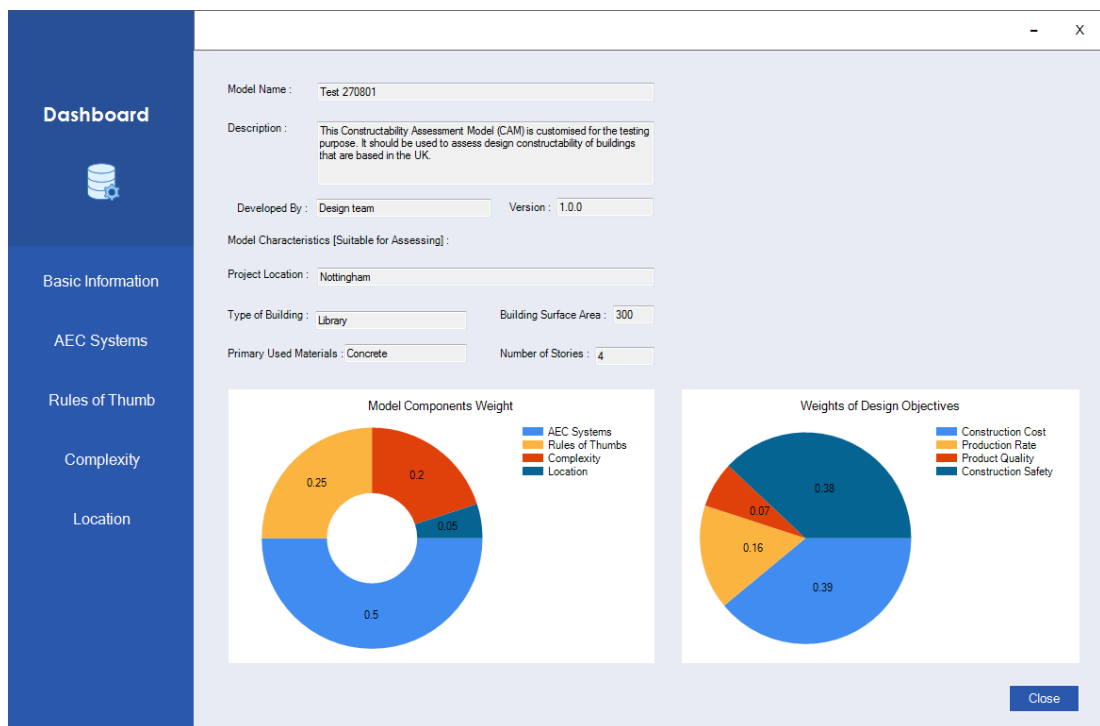 – X
Dashboard
Basic Information
AEC Systems
Rules of Thumb
Complexity
Location
Model Name : Test 270801
Description : This Constructability Assessment Model (CAM) is customised for the testing
purpose. It should be used to assess design constructability of buildings
that are based in the UK.
Developed By : Design team Version : 1.0.0
Model Characteristics [Suitable for Assessing] :
Project Location : Nottingham
Type of Building : Library Building Surface Area : 300
Primary Used Materials : Concrete Number of Stories : 4
Model Components Weight
AEC Systems
Rules of Thumbs
Complexity
Location
0.25
0.2
0.05
0.5
Weights of Design Objectives
Construction Cost
Production Rate
Product Quality
Construction Safety
0.38
0.07
0.16
0.39
Close